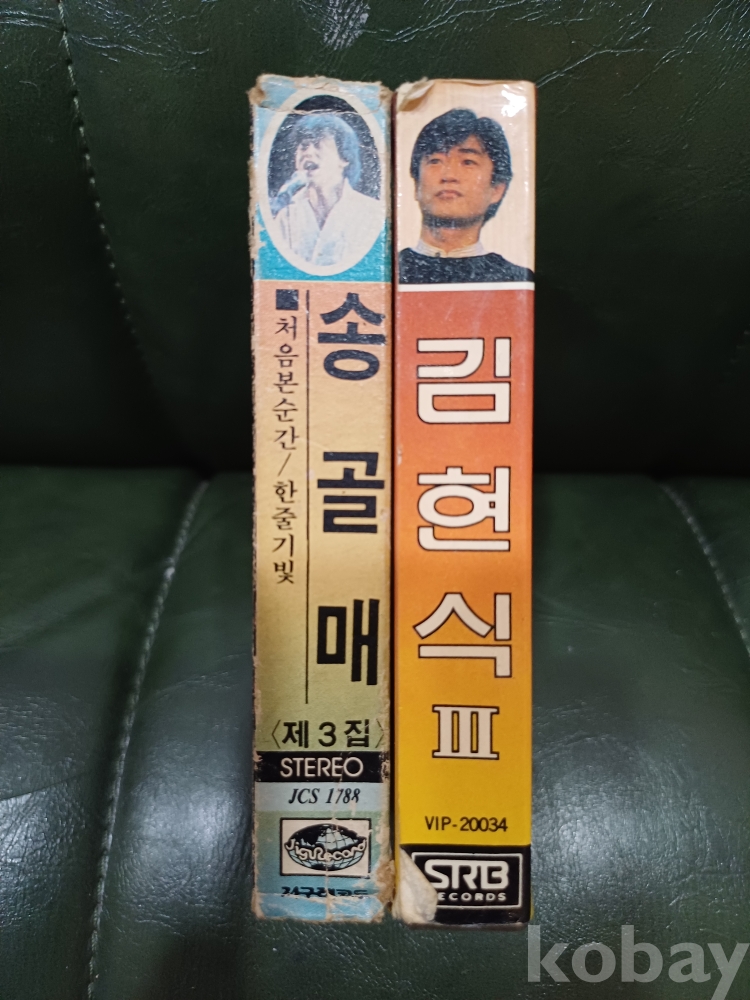 송골매
처음본순간/한줄기빛
〈제3집〉
STEREO
JCS 1788
JiguRecord
지구레코드
김현식 III
VIP-20034
SRB
RECORDS
kobay